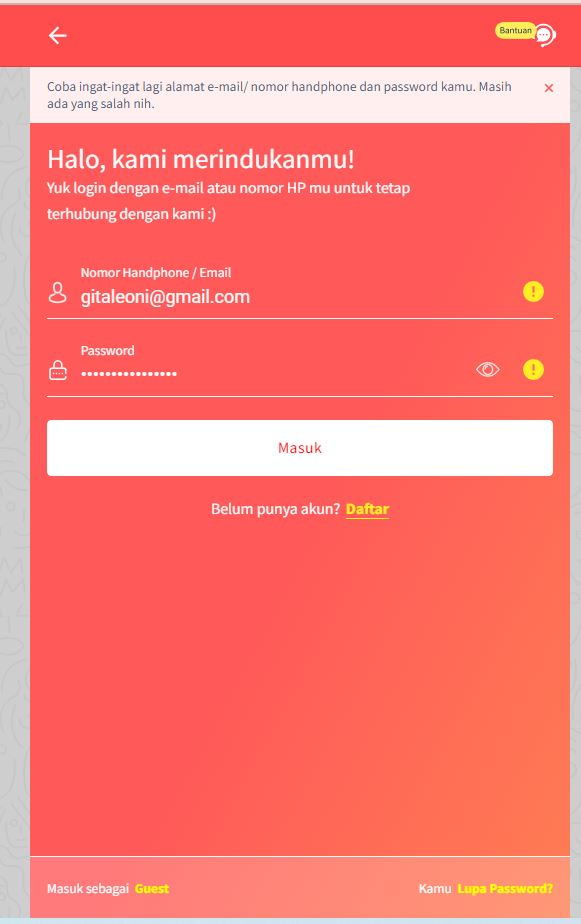 Bantuan
Coba ingat-ingat lagi alamat e-mail/ nomor handphone dan password kamu. Masih
ada yang salah nih.
Halo, kami merindukanmu!
Yuk login dengan e-mail atau nomor HP mu untuk tetap
terhubung dengan kami :)
Nomor Handphone / Email
gitaleoni@gmail.com
Password
••••••••••••••••
Masuk
Belum punya akun? Daftar
Masuk sebagai Guest
Kamu Lupa Password?